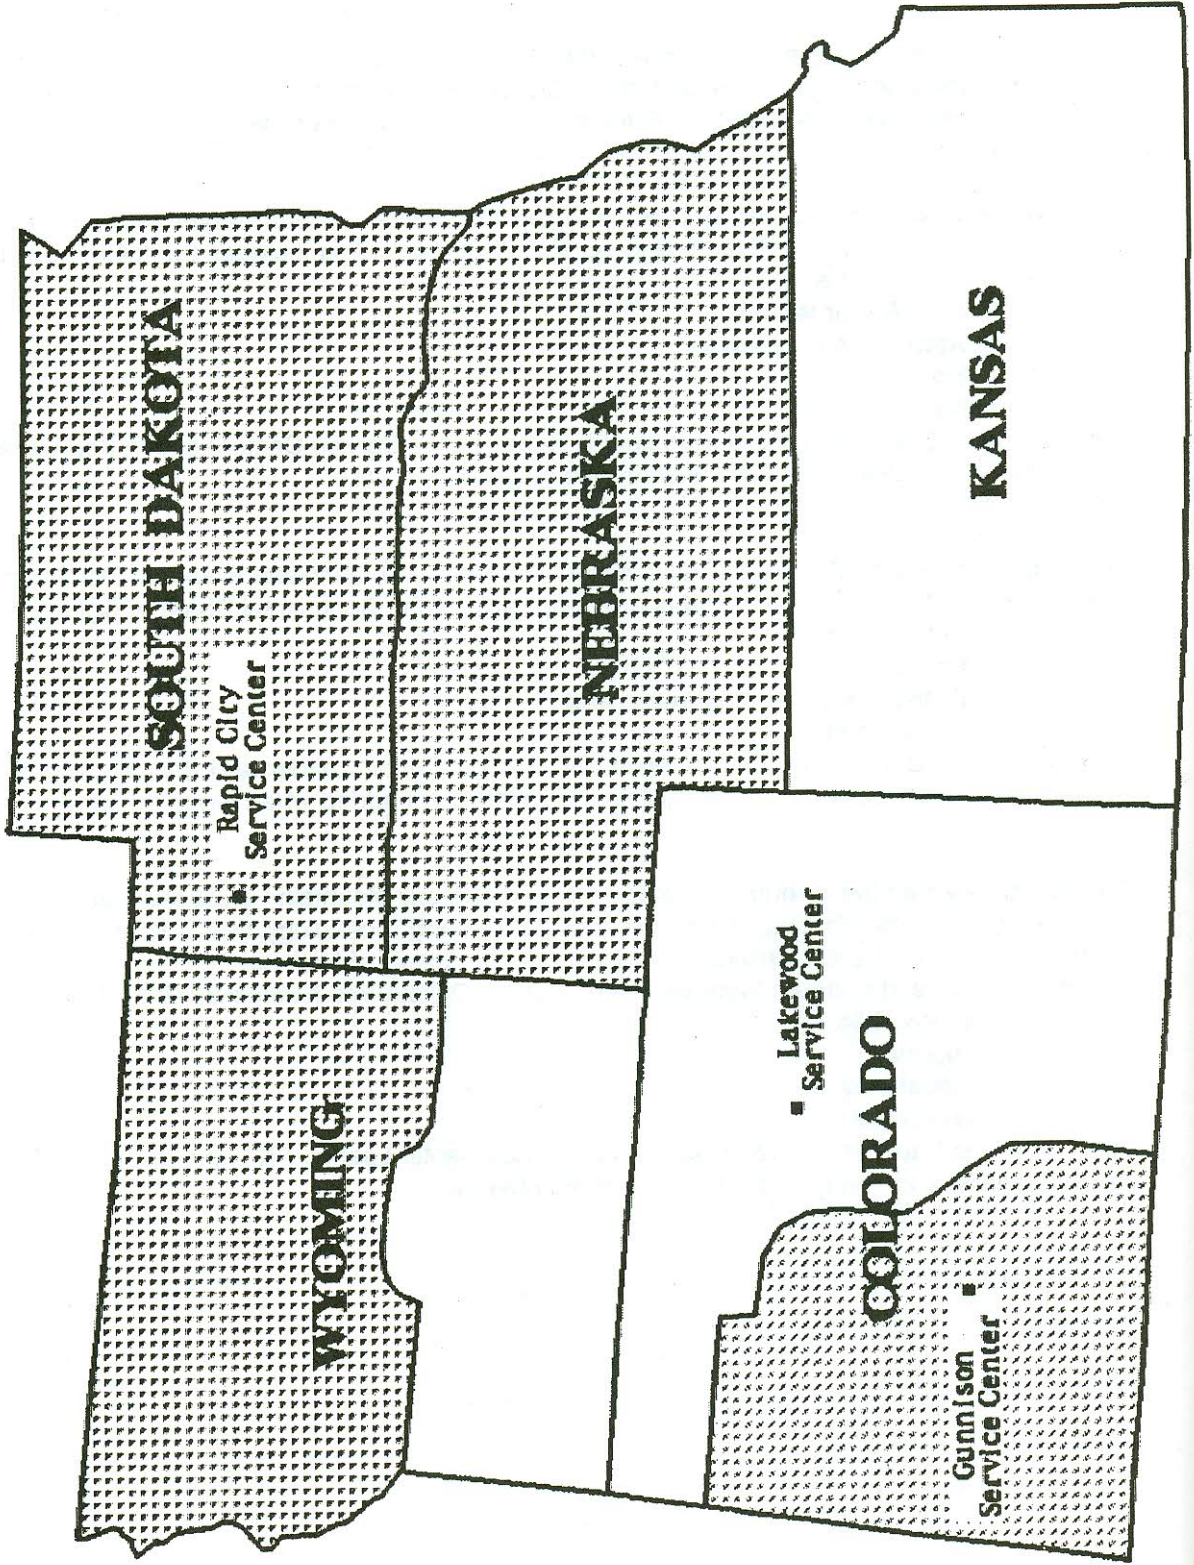 SOUTH DAKOTA
Rapid City
Service Center
WYOMING
NEBRASKA
Lakewood
Service Center
COLORADO
KANSAS
Gunnison
Service Center